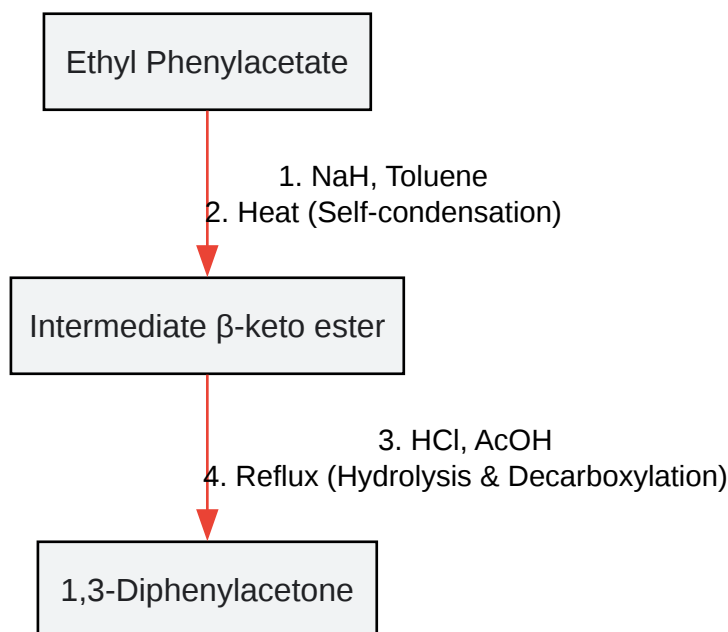 Ethyl Phenylacetate
1. NaH, Toluene
2. Heat (Self-condensation)
Intermediate β-keto ester
3. HCl, AcOH
4. Reflux (Hydrolysis & Decarboxylation)
1,3-Diphenylacetone